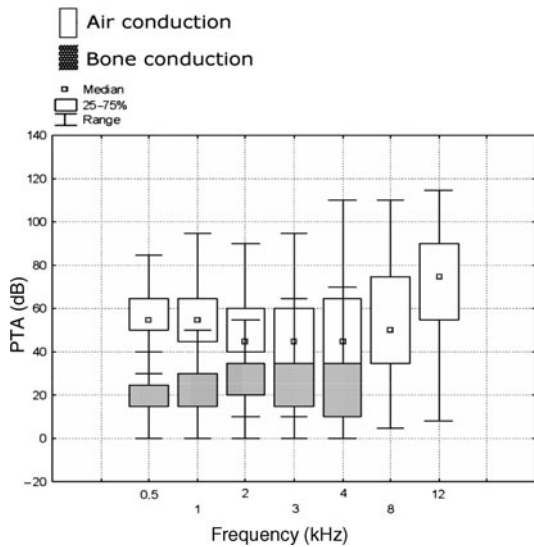 Air conduction
Bone conduction
Median
25–75%
Range
140
120
100
80
60
40
20
0
−20
PTA (dB)
0.5 2 4 12
1 3 8
Frequency (kHz)